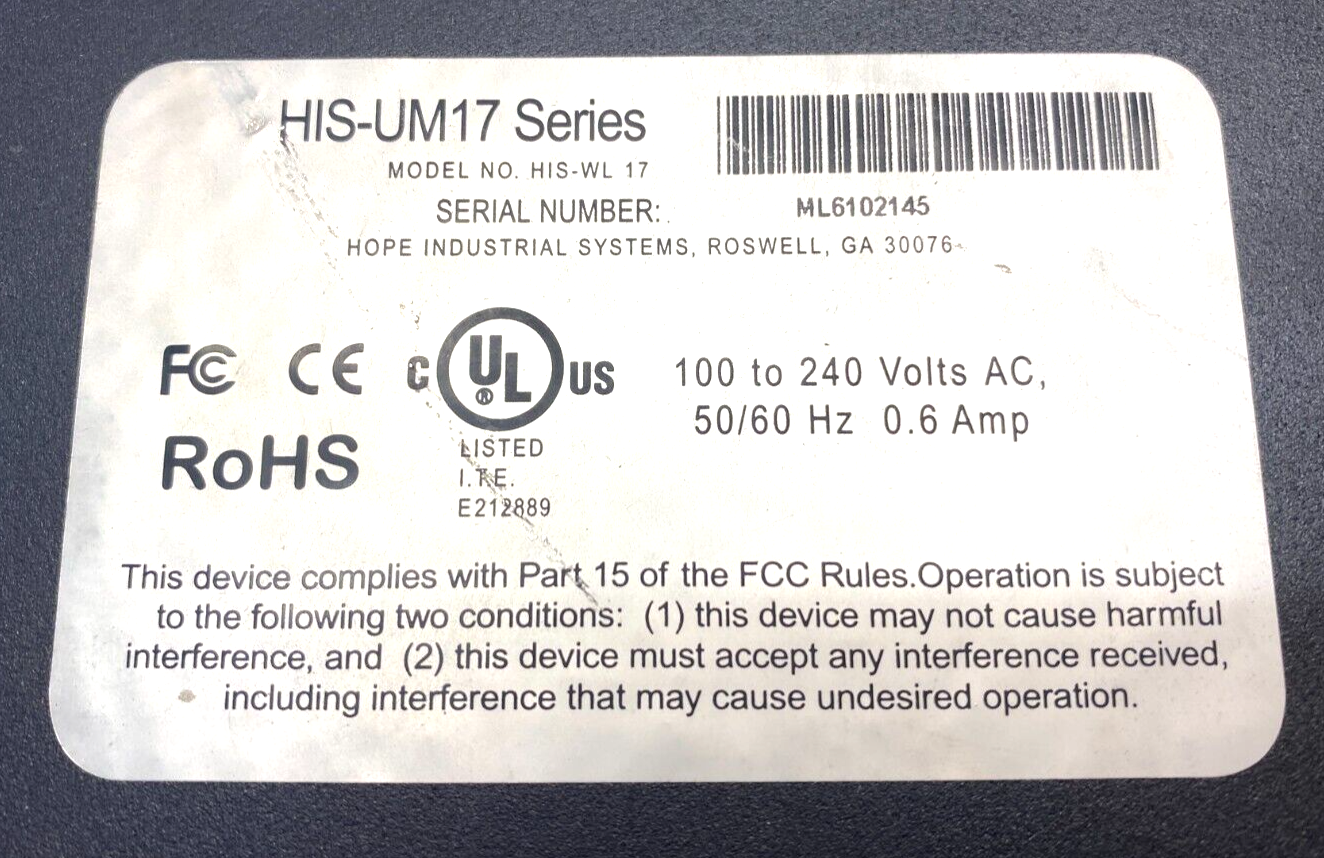 HIS-UM17 Series
MODEL NO. HIS-WL 17
SERIAL NUMBER: ML6102145
HOPE INDUSTRIAL SYSTEMS, ROSWELL, GA 30076
FC CE C UL® US
100 to 240 Volts AC,
50/60 Hz 0.6 Amp
RoHS
LISTED
I.T.E.
E212889
This device complies with Part 15 of the FCC Rules.Operation is subject
to the following two conditions: (1) this device may not cause harmful
interference, and (2) this device must accept any interference received,
including interference that may cause undesired operation.